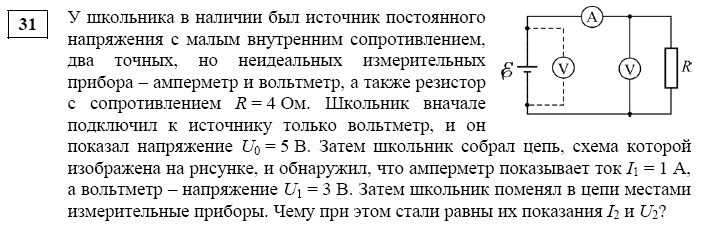 31
У школьника в наличии был источник постоянного
напряжения с малым внутренним сопротивлением,
два точных, но неидеальных измерительных
прибора – амперметр и вольтметр, а также резистор
с сопротивлением R = 4 Ом. Школьник вначале
подключил к источнику только вольтметр, и он
показал напряжение U₀ = 5 В. Затем школьник собрал цепь, схема которой
изображена на рисунке, и обнаружил, что амперметр показывает ток I₁ = 1 А,
а вольтметр – напряжение U₁ = 3 В. Затем школьник поменял в цепи местами
измерительные приборы. Чему при этом стали равны их показания I₂ и U₂?
A
ℰ
V
V
R